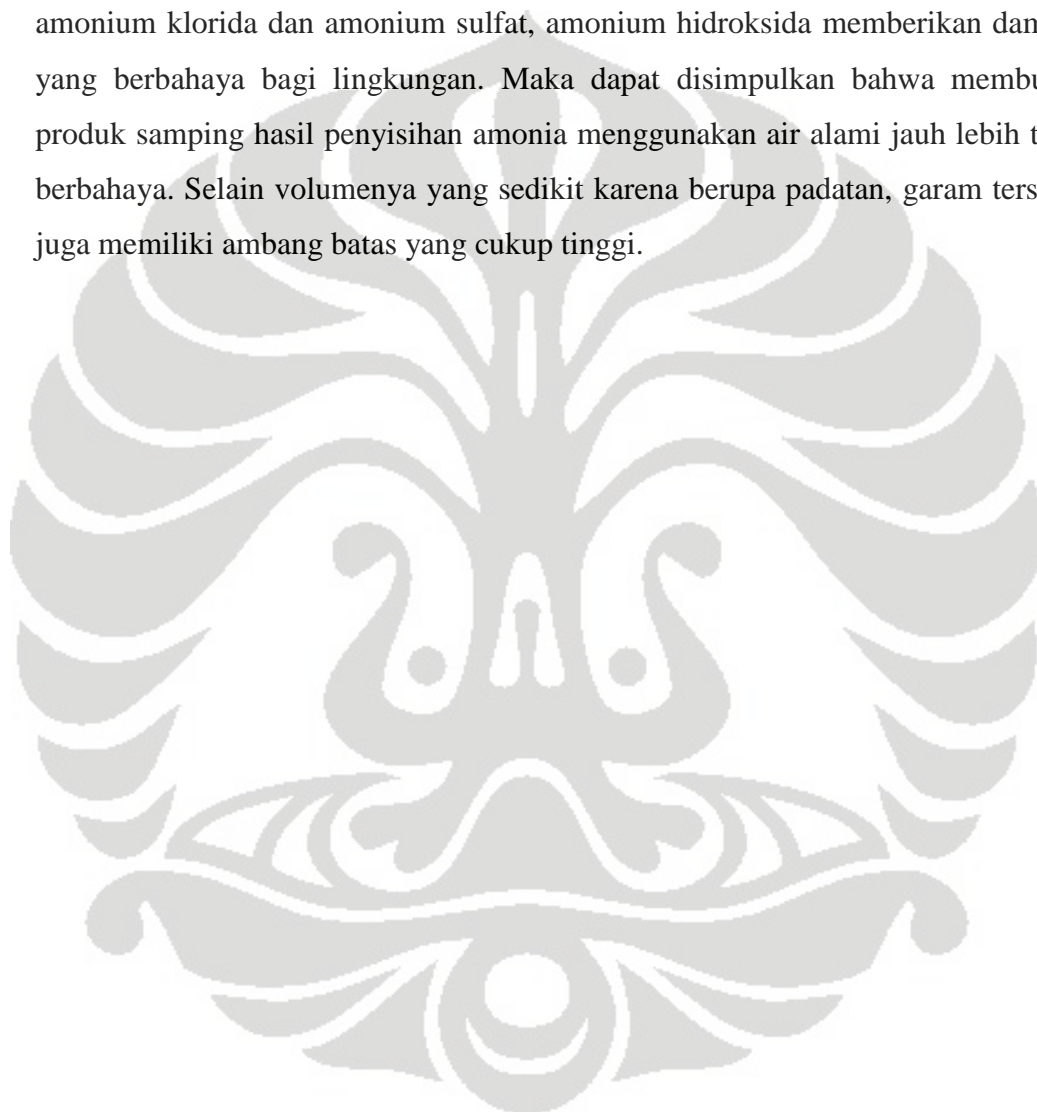 amonium klorida dan amonium sulfat, amonium hidroksida memberikan dam
yang berbahaya bagi lingkungan. Maka dapat disimpulkan bahwa membu
produk samping hasil penyisihan amonia menggunakan air alami jauh lebih t
berbahaya. Selain volumenya yang sedikit karena berupa padatan, garam ters
juga memiliki ambang batas yang cukup tinggi.